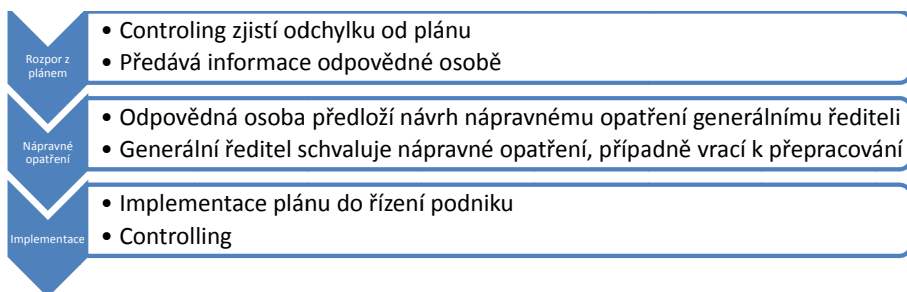 Rozpor z
plánem
• Controling zjistí odchylku od plánu
• Předává informace odpovědné osobě
Nápravné
opatření
• Odpovědná osoba předloží návrh nápravnému opatření generálnímu řediteli
• Generální ředitel schvaluje nápravné opatření, případně vrací k přepracování
Implementace
• Implementace plánu do řízení podniku
• Controlling